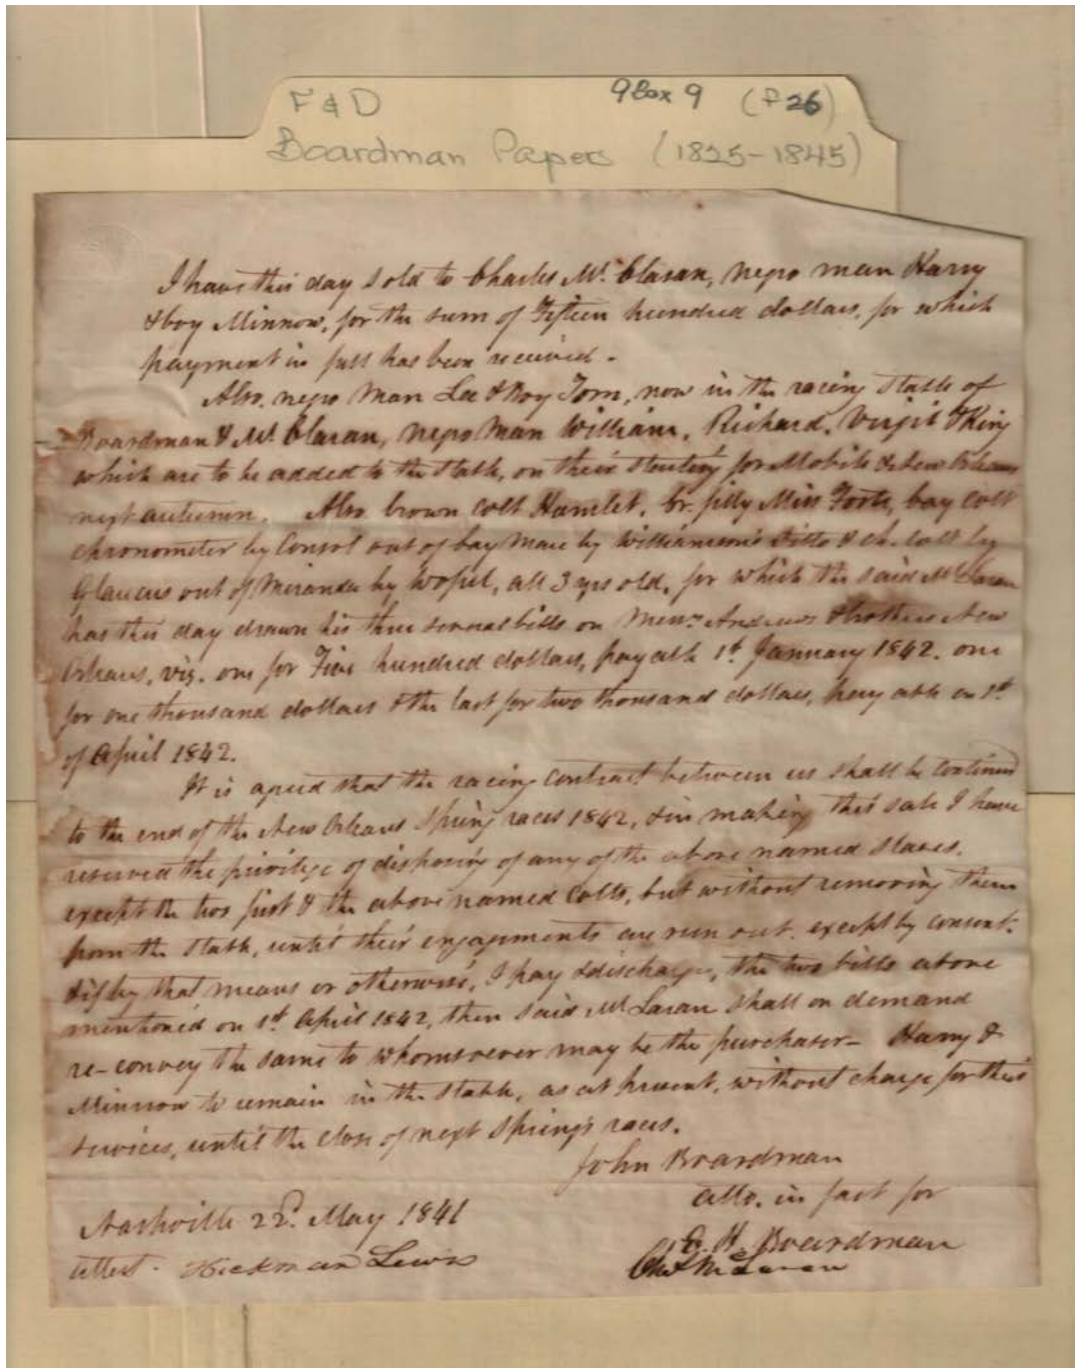 F & D 9 Box 9 (F 26)
Boardman Papers (1825-1845)
I have this day sold to Charles Mc. Claran, negro man Harry
& boy Minnow, for the sum of Fifteen hundred dollars, for which
payment in full has been received.
Also, negro man Lee & Boy Tom, now in the racing stable of
Boardman & Mc. Claran, negro man William, Richard, Virgil & King
which are to be added to the stable, on their starting for Mobile & New Orleans
next autumn. Also brown colt Hamlet, br. filly Miss Foote, bay colt
chronometer by Consol out of bay mare by Williamson's Ditto & ch. colt by
Glaucus out of Miranda by Woful, all 3 yrs old, for which the said Mc Claran
has this day drawn his three several bills on Messrs Andrews & brothers New
Orleans, viz. one for Five hundred dollars, payable 1st January 1842. one
for one thousand dollars & the last for two thousand dollars, payable on 1st
of April 1842.
It is agreed that the racing contract between us shall be continued
to the end of the New Orleans Spring races 1842, & in making this sale I have
reserved the privilege of disposing of any of the above named slaves,
except the two first & the above named colts, but without removing them
from the stable, until their engagements are run out, except by consent.
& if by that means or otherwise, I pay & discharge, the two bills above
mentioned on 1st April 1842, then said Mc Laran shall on demand
re-convey the same to whomsoever may be the purchaser- Harry &
Minnow to remain in the stable, as at present, without charge for their
services, until the close of next Spring's races.
John Boardman
atto. in fact for
Nashville 22d. May 1841
E. H. Boardman
attest. Hickman Lewis
Chas McLaran